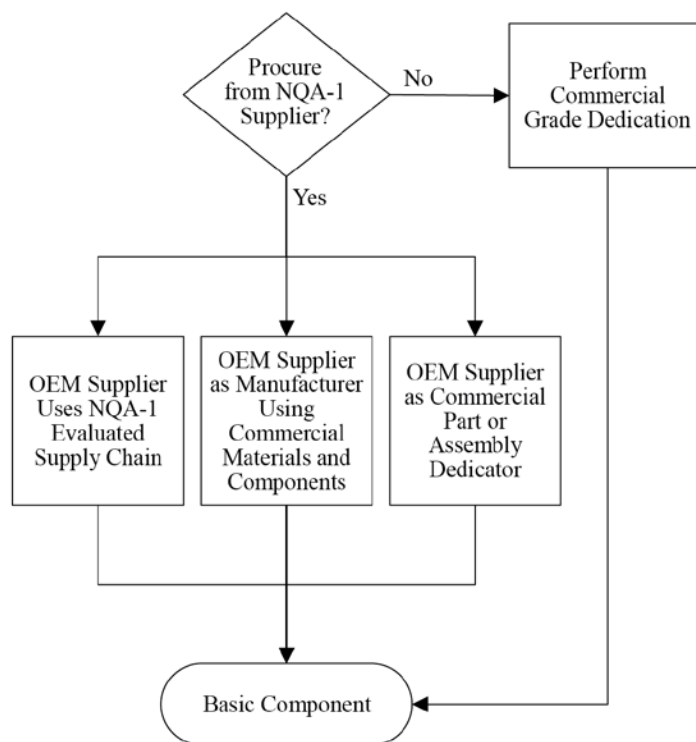 Procure
from NQA-1
Supplier?
No
Perform
Commercial
Grade Dedication
Yes
OEM Supplier
Uses NQA-1
Evaluated
Supply Chain
OEM Supplier
as Manufacturer
Using
Commercial
Materials and
Components
OEM Supplier
as Commercial
Part or
Assembly
Dedicator
Basic Component